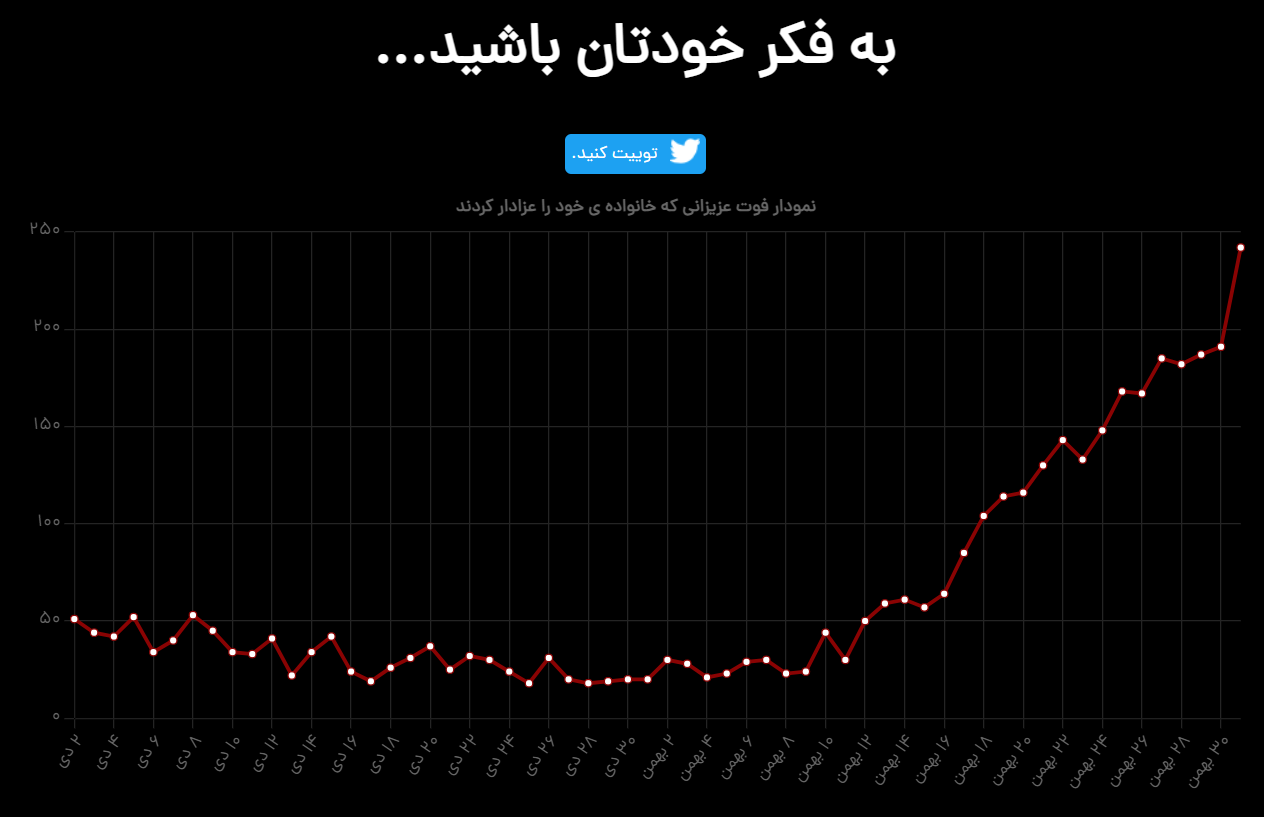 به فکر خودتان باشید...
توییت کنید.
نمودار فوت عزیزانی که خانواده ی خود را عزادار کردند
۲۵۰
۲۰۰
۱۵۰
۱۰۰
۵۰
۰
۲ دی
۴ دی
۶ دی
۸ دی
۱۰ دی
۱۲ دی
۱۴ دی
۱۶ دی
۱۸ دی
۲۰ دی
۲۲ دی
۲۴ دی
۲۶ دی
۲۸ دی
۳۰ دی
۲ بهمن
۴ بهمن
۶ بهمن
۸ بهمن
۱۰ بهمن
۱۲ بهمن
۱۴ بهمن
۱۶ بهمن
۱۸ بهمن
۲۰ بهمن
۲۲ بهمن
۲۴ بهمن
۲۶ بهمن
۲۸ بهمن
۳۰ بهمن